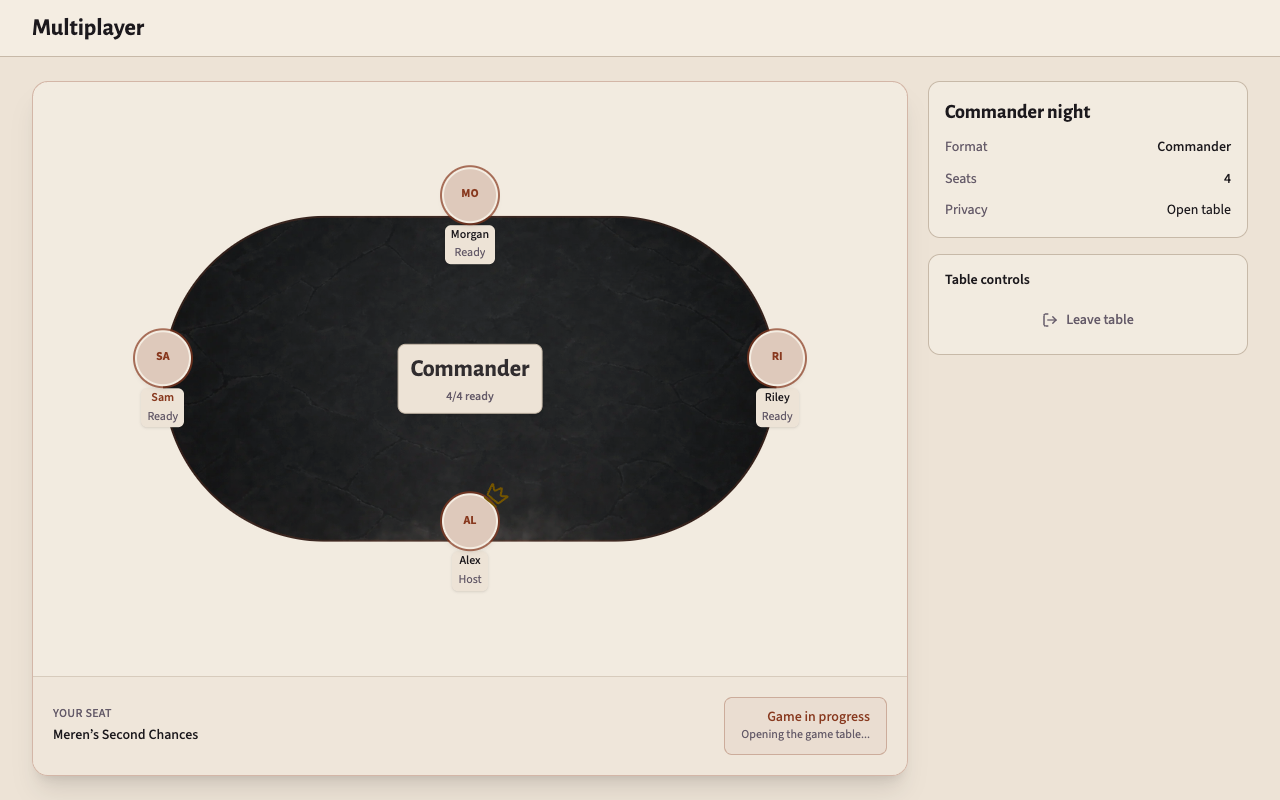 Multiplayer
MO
Morgan
Ready
SA
Sam
Ready
Commander
4/4 ready
RI
Riley
Ready
AL
Alex
Host
YOUR SEAT
Meren’s Second Chances
Game in progress
Opening the game table...
Commander night
Format Commander
Seats 4
Privacy Open table
Table controls
Leave table